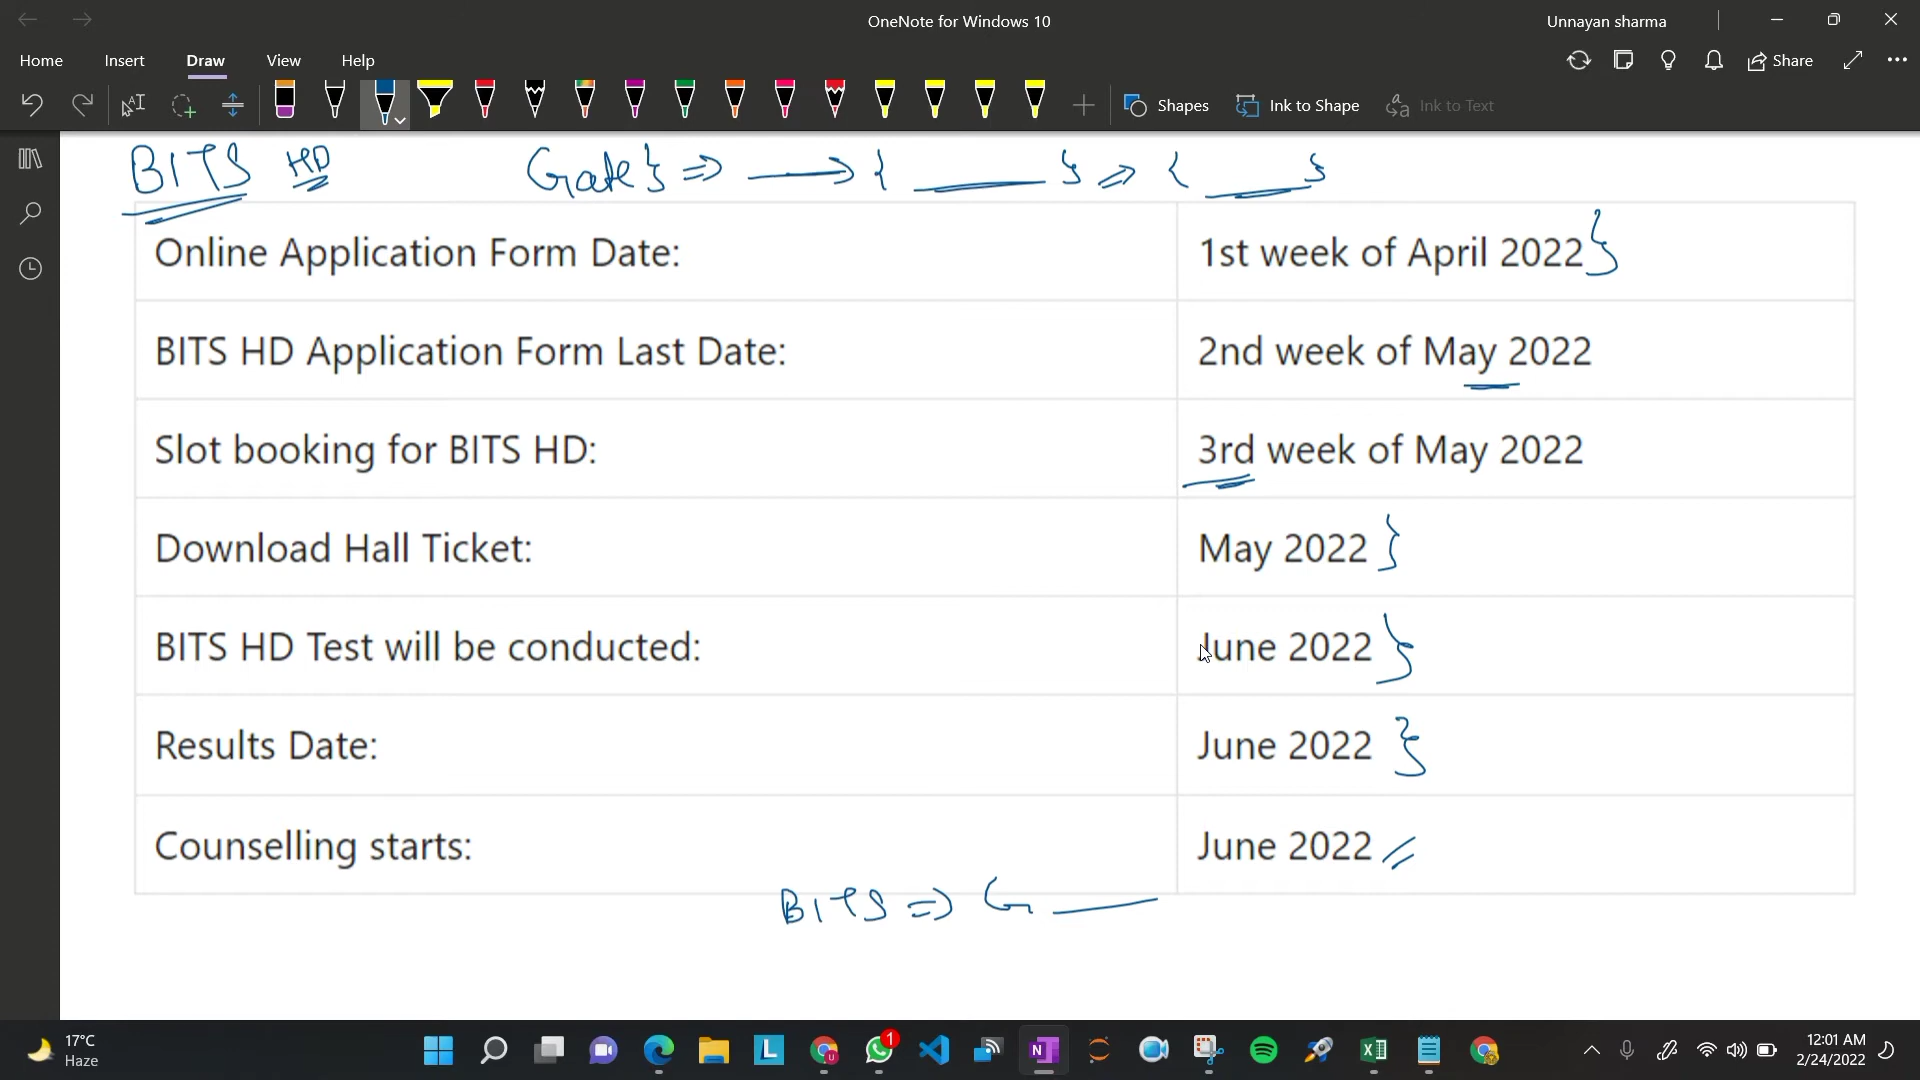 OneNote for Windows 10
Unnayan sharma
Home Insert Draw View Help
Share
Shapes Ink to Shape Ink to Text
BITS HD Gate} => → { } => { }
Online Application Form Date: 1st week of April 2022 }
BITS HD Application Form Last Date: 2nd week of May 2022
Slot booking for BITS HD: 3rd week of May 2022
Download Hall Ticket: May 2022 }
BITS HD Test will be conducted: June 2022 }
Results Date: June 2022 }
Counselling starts: June 2022
BITS => G
17°C
Haze
1
12:01 AM
2/24/2022